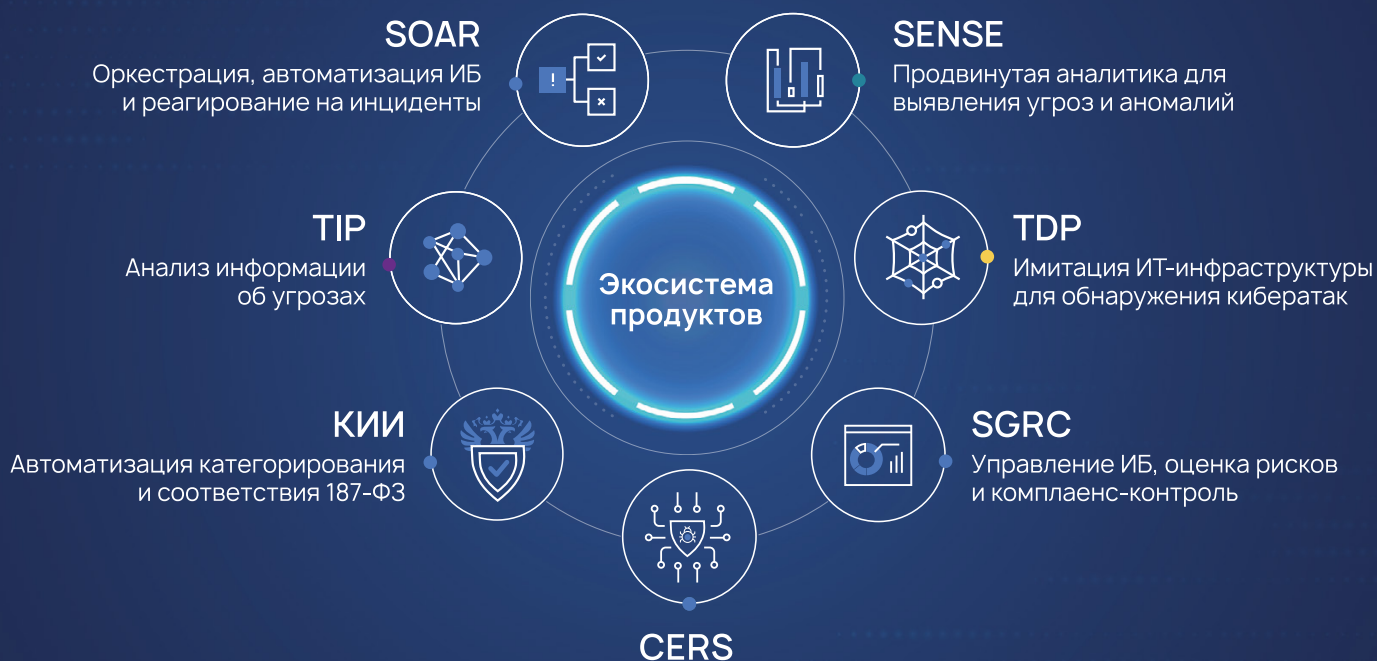 SOAR
Оркестрация, автоматизация ИБ
и реагирование на инциденты
!
SENSE
Продвинутая аналитика для
выявления угроз и аномалий
TIP
Анализ информации
об угрозах
Экосистема
продуктов
TDP
Имитация ИТ-инфраструктуры
для обнаружения кибератак
КИИ
Автоматизация категорирования
и соответствия 187-ФЗ
SGRC
Управление ИБ, оценка рисков
и комплаенс-контроль
CERS